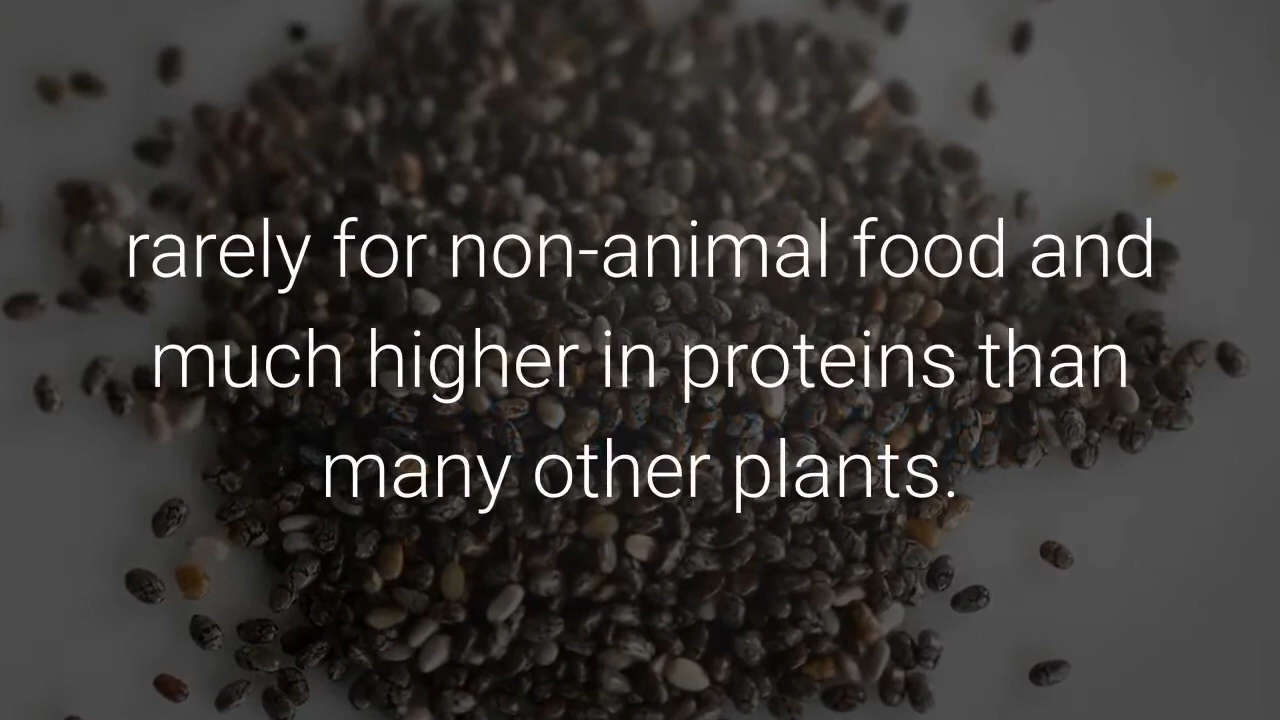 rarely for non-animal food and
much higher in proteins than
many other plants.